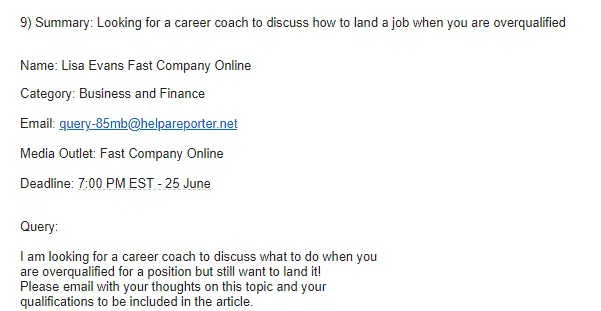 9) Summary: Looking for a career coach to discuss how to land a job when you are overqualified
Name: Lisa Evans Fast Company Online
Category: Business and Finance
Email: query-85mb@helpareporter.net
Media Outlet: Fast Company Online
Deadline: 7:00 PM EST - 25 June
Query:
I am looking for a career coach to discuss what to do when you
are overqualified for a position but still want to land it!
Please email with your thoughts on this topic and your
qualifications to be included in the article.